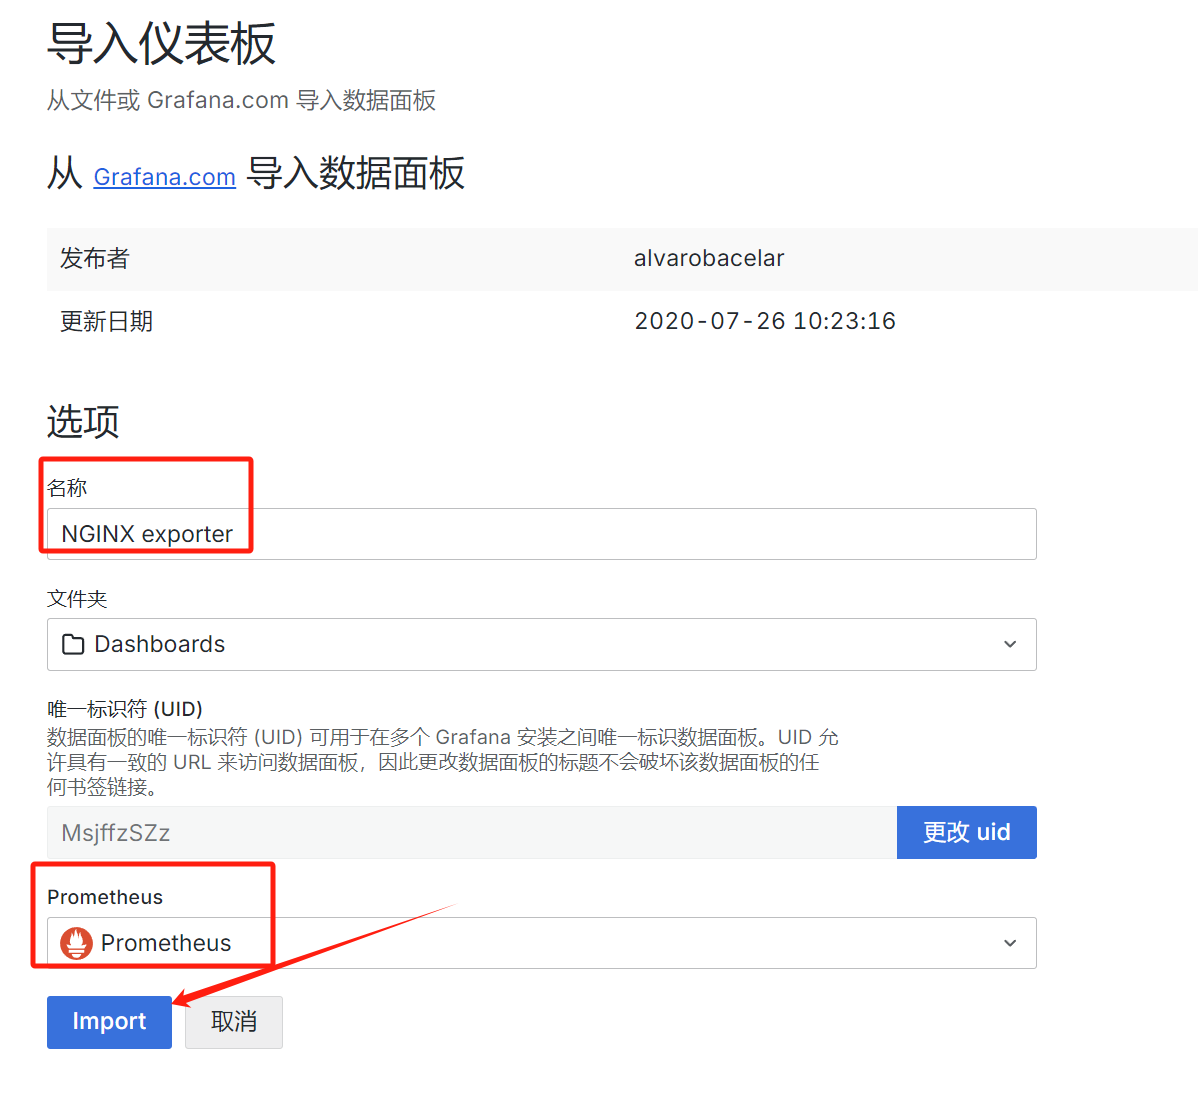 导入仪表板
从文件或 Grafana.com 导入数据面板
从 Grafana.com 导入数据面板
发布者 alvarobacelar
更新日期 2020-07-26 10:23:16
选项
名称
NGINX exporter
文件夹
Dashboards
唯一标识符 (UID)
数据面板的唯一标识符 (UID) 可用于在多个 Grafana 安装之间唯一标识数据面板。UID 允
许具有一致的 URL 来访问数据面板，因此更改数据面板的标题不会破坏该数据面板的任
何书签链接。
MsjffzSZz 更改 uid
Prometheus
Prometheus
Import 取消